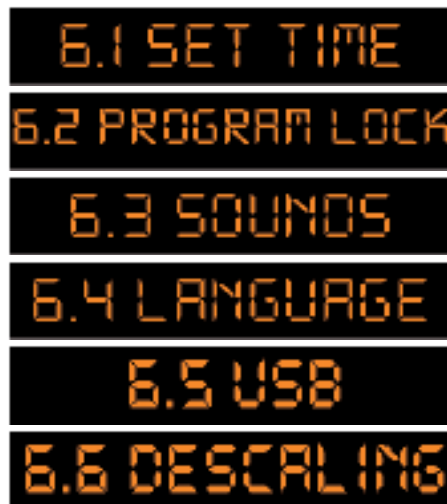 6.1 SET TIME
6.2 PROGRAM LOCK
6.3 SOUNDS
6.4 LANGUAGE
6.5 USB
6.6 DESCALING